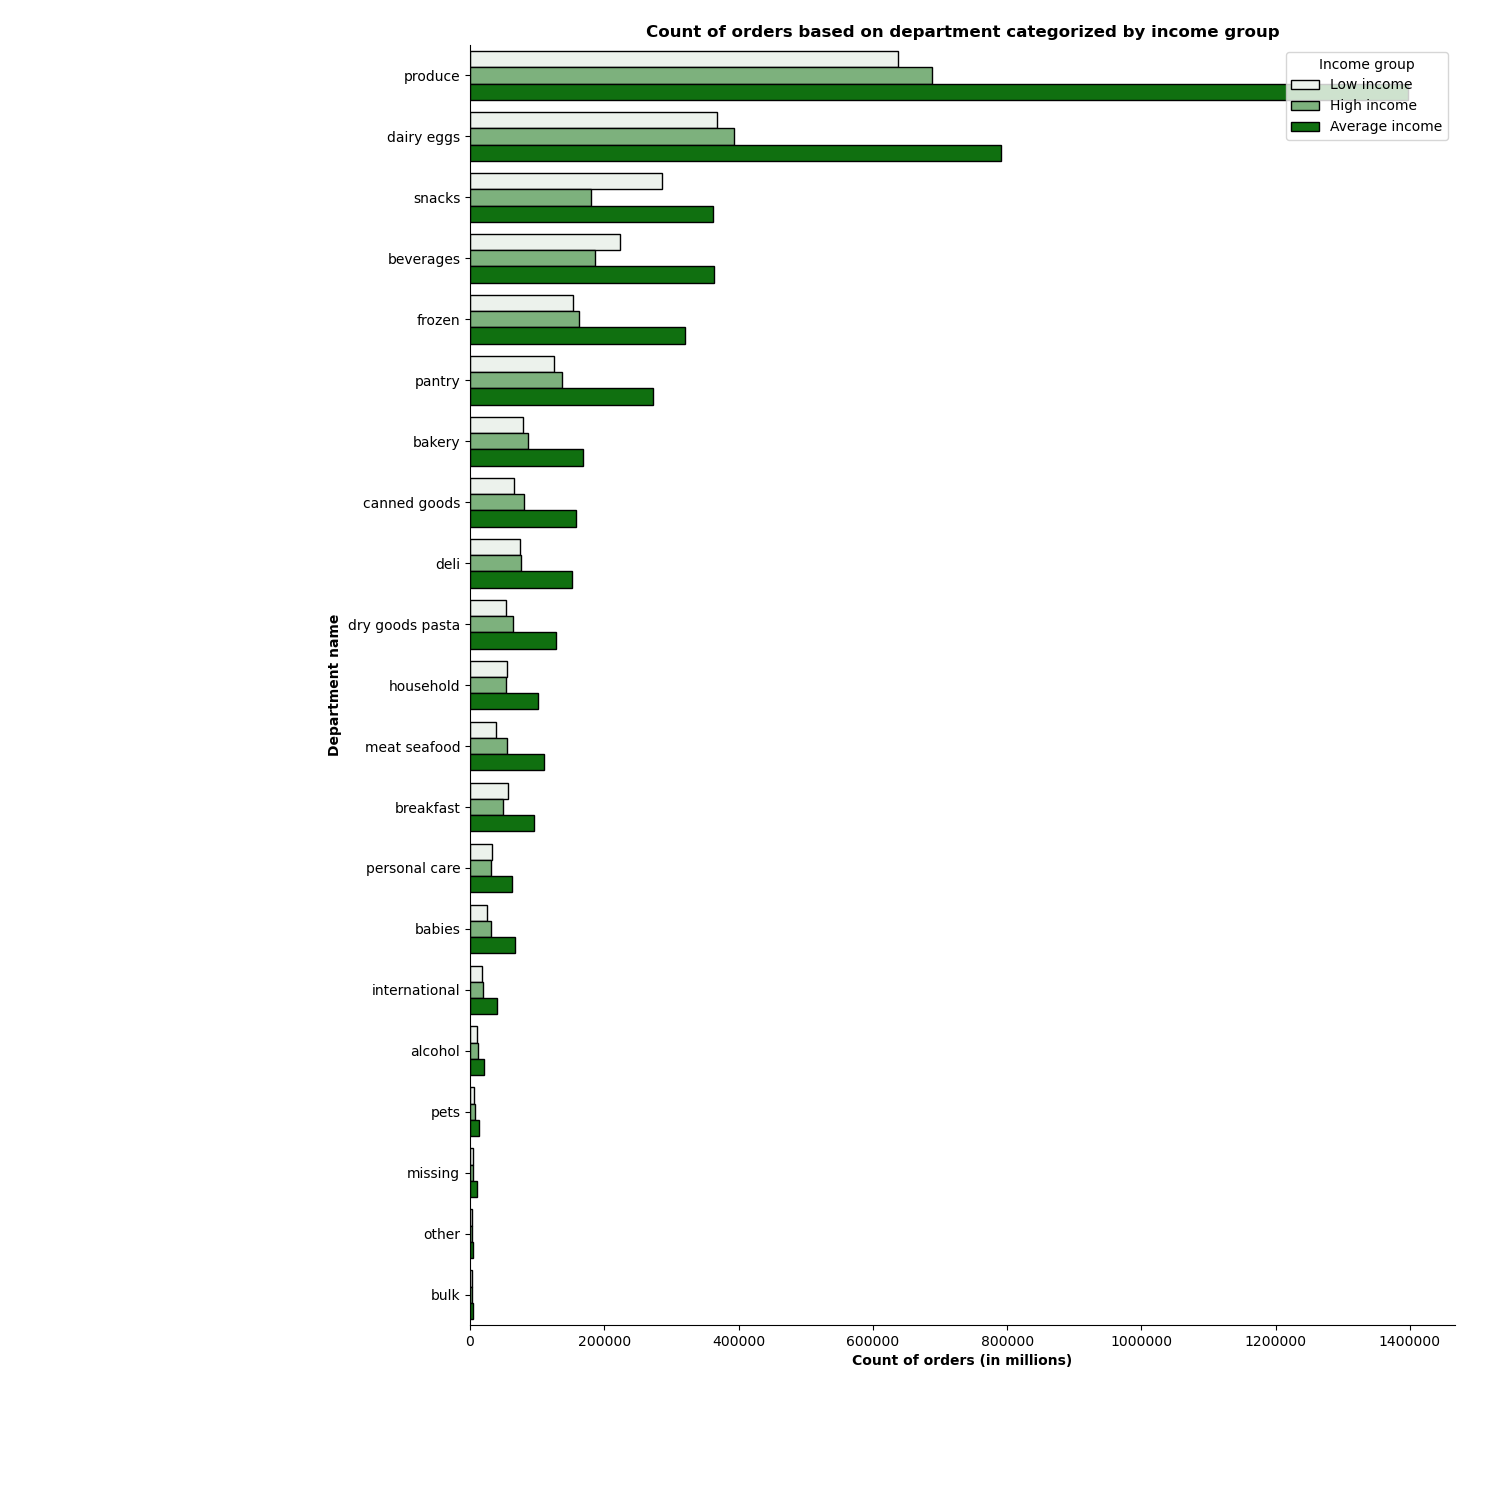 Count of orders based on department categorized by income group
Income group
Low income
High income
Average income
produce
dairy eggs
snacks
beverages
frozen
pantry
bakery
canned goods
deli
dry goods pasta
household
meat seafood
breakfast
personal care
babies
international
alcohol
pets
missing
other
bulk
Department name
0 200000 400000 600000 800000 1000000 1200000 1400000
Count of orders (in millions)